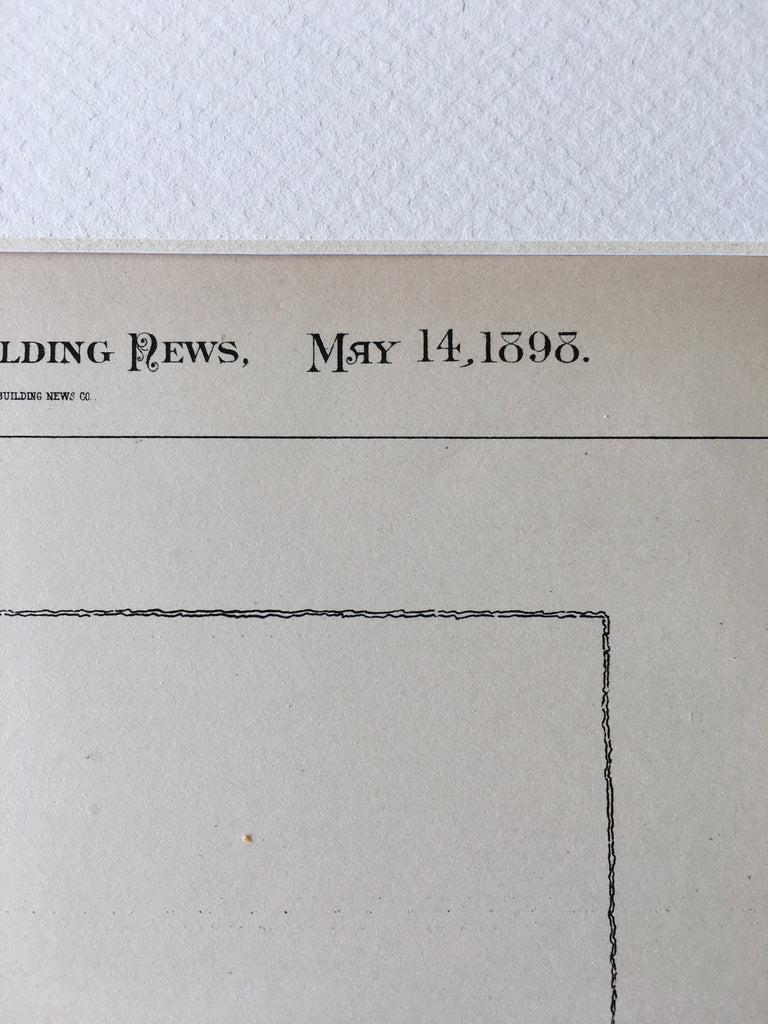 LDING NEWS, MAY 14, 1898.
BUILDING NEWS CO.